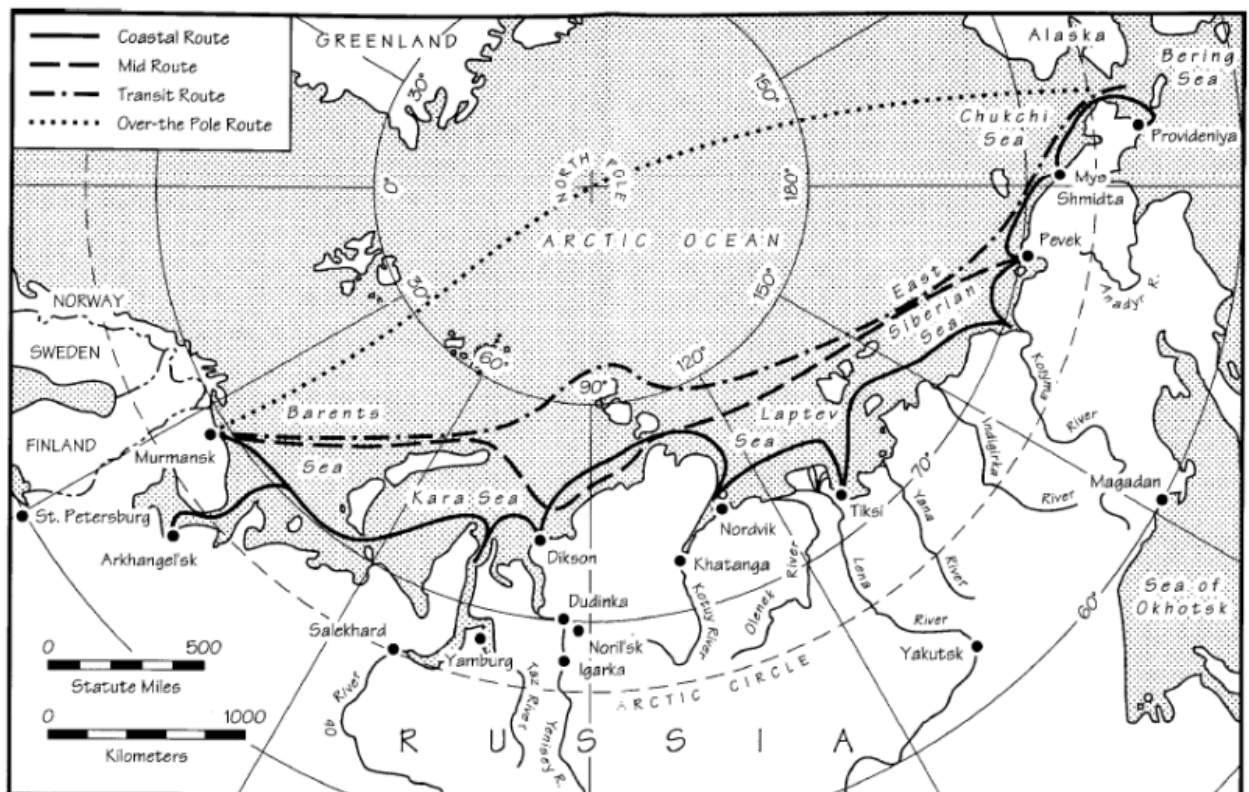 Coastal Route
Mid Route
Transit Route
Over-the Pole Route
GREENLAND
Alaska
Bering
Sea
Chukchi
Sea
Provideniya
Mys
Shmidta
Pevek
Anadyr R.
30°
0°
30°
60°
90°
120°
150°
180°
150°
NORTH POLE
ARCTIC OCEAN
East
Siberian
Sea
NORWAY
SWEDEN
FINLAND
Barents
Sea
Murmansk
Kara Sea
Laptev
Sea
St. Petersburg
Arkhangel'sk
Dikson
Nordvik
Tiksi
Khatanga
Kotuy River
Olenek River
Lena
River
Yana
River
Indigirka
River
Kolyma
River
70°
Magadan
Sea of
Okhotsk
60°
Yakutsk
Dudinka
Noril'sk
Igarka
Salekhard
Yamburg
Taz River
Yenisey R.
River
ARCTIC CIRCLE
RUSSIA
0 500
Statute Miles
0 1000
Kilometers